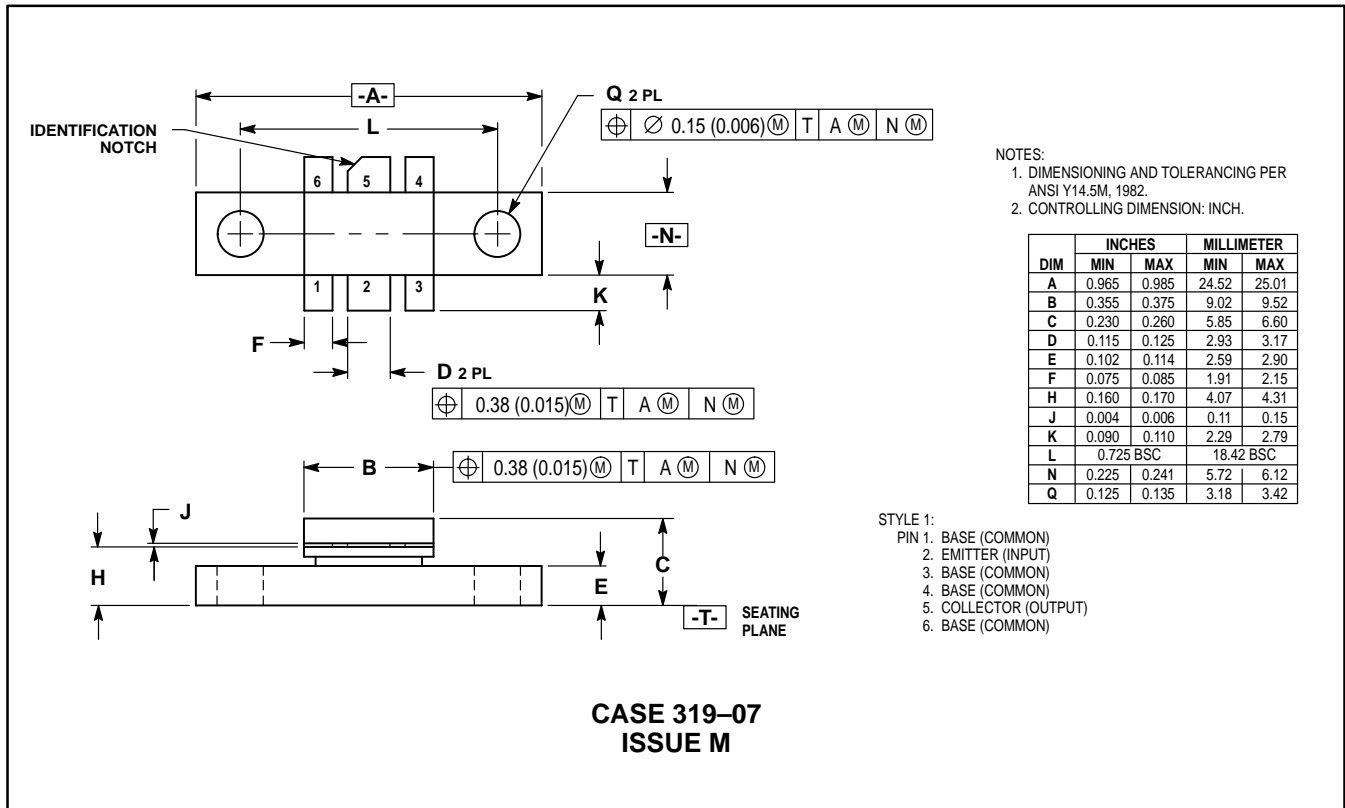 -A-
L
IDENTIFICATION
NOTCH
Q 2 PL
⌖ ∅ 0.15 (0.006) Ⓜ T A Ⓜ N Ⓜ
6 5 4
-N-
1 2 3
K
F
D 2 PL
⌖ 0.38 (0.015) Ⓜ T A Ⓜ N Ⓜ
B
⌖ 0.38 (0.015) Ⓜ T A Ⓜ N Ⓜ
J
H
E
C
-T- SEATING
PLANE
NOTES:
1. DIMENSIONING AND TOLERANCING PER
ANSI Y14.5M, 1982.
2. CONTROLLING DIMENSION: INCH.
INCHES MILLIMETER
DIM MIN MAX MIN MAX
A 0.965 0.985 24.52 25.01
B 0.355 0.375 9.02 9.52
C 0.230 0.260 5.85 6.60
D 0.115 0.125 2.93 3.17
E 0.102 0.114 2.59 2.90
F 0.075 0.085 1.91 2.15
H 0.160 0.170 4.07 4.31
J 0.004 0.006 0.11 0.15
K 0.090 0.110 2.29 2.79
L 0.725 BSC 18.42 BSC
N 0.225 0.241 5.72 6.12
Q 0.125 0.135 3.18 3.42
STYLE 1:
PIN 1. BASE (COMMON)
2. EMITTER (INPUT)
3. BASE (COMMON)
4. BASE (COMMON)
5. COLLECTOR (OUTPUT)
6. BASE (COMMON)
CASE 319–07
ISSUE M